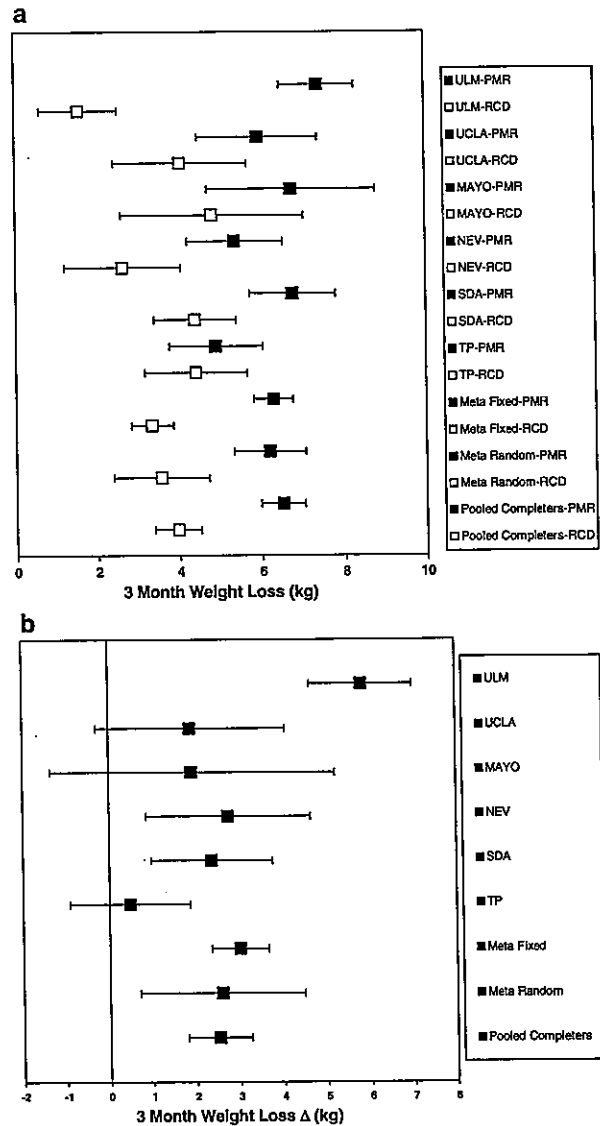 a
ULM-PMR
ULM-RCD
UCLA-PMR
UCLA-RCD
MAYO-PMR
MAYO-RCD
NEV-PMR
NEV-RCD
SDA-PMR
SDA-RCD
TP-PMR
TP-RCD
Meta Fixed-PMR
Meta Fixed-RCD
Meta Random-PMR
Meta Random-RCD
Pooled Completers-PMR
Pooled Completers-RCD
0 2 4 6 8 10
3 Month Weight Loss (kg)
b
ULM
UCLA
MAYO
NEV
SDA
TP
Meta Fixed
Meta Random
Pooled Completers
-2 -1 0 1 2 3 4 5 6 7 8
3 Month Weight Loss Δ (kg)